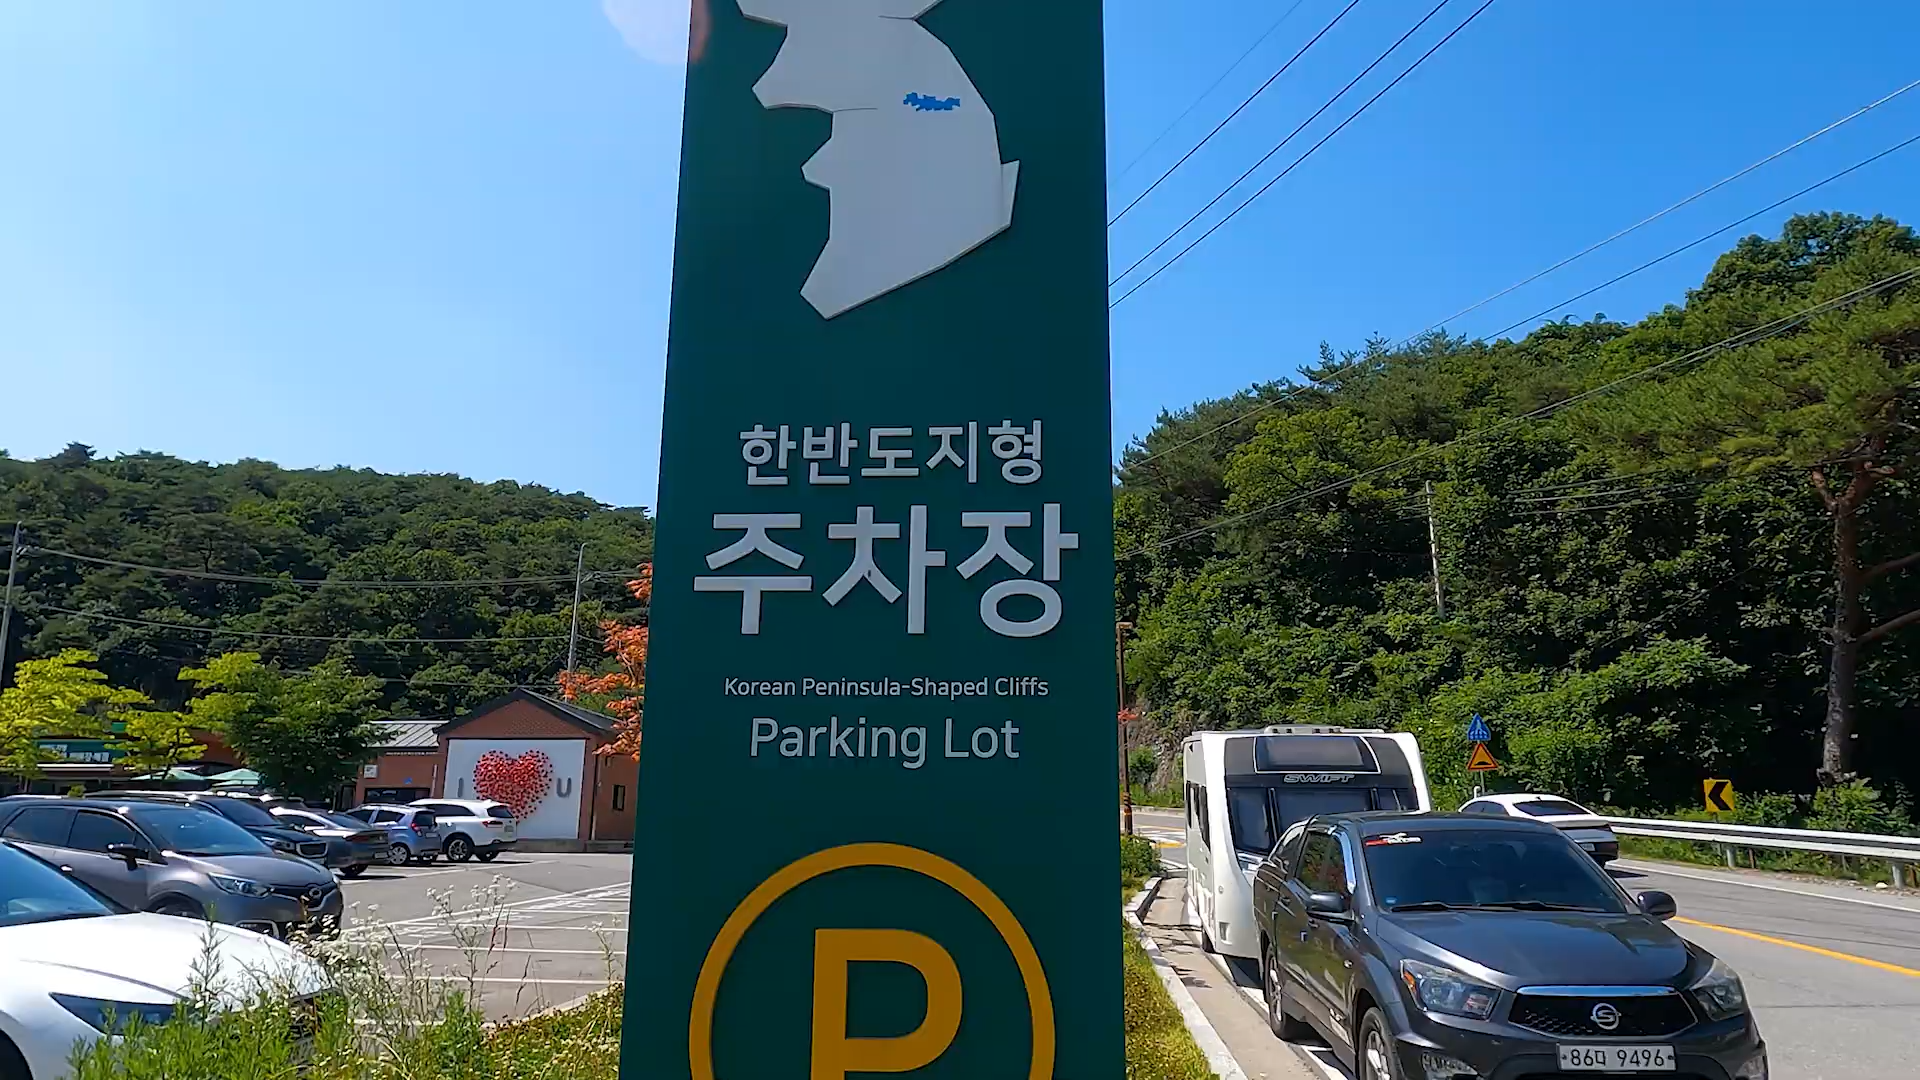 한반도지형
주차장
Korean Peninsula-Shaped Cliffs
Parking Lot
P
I U
SWIFT
86다 9496